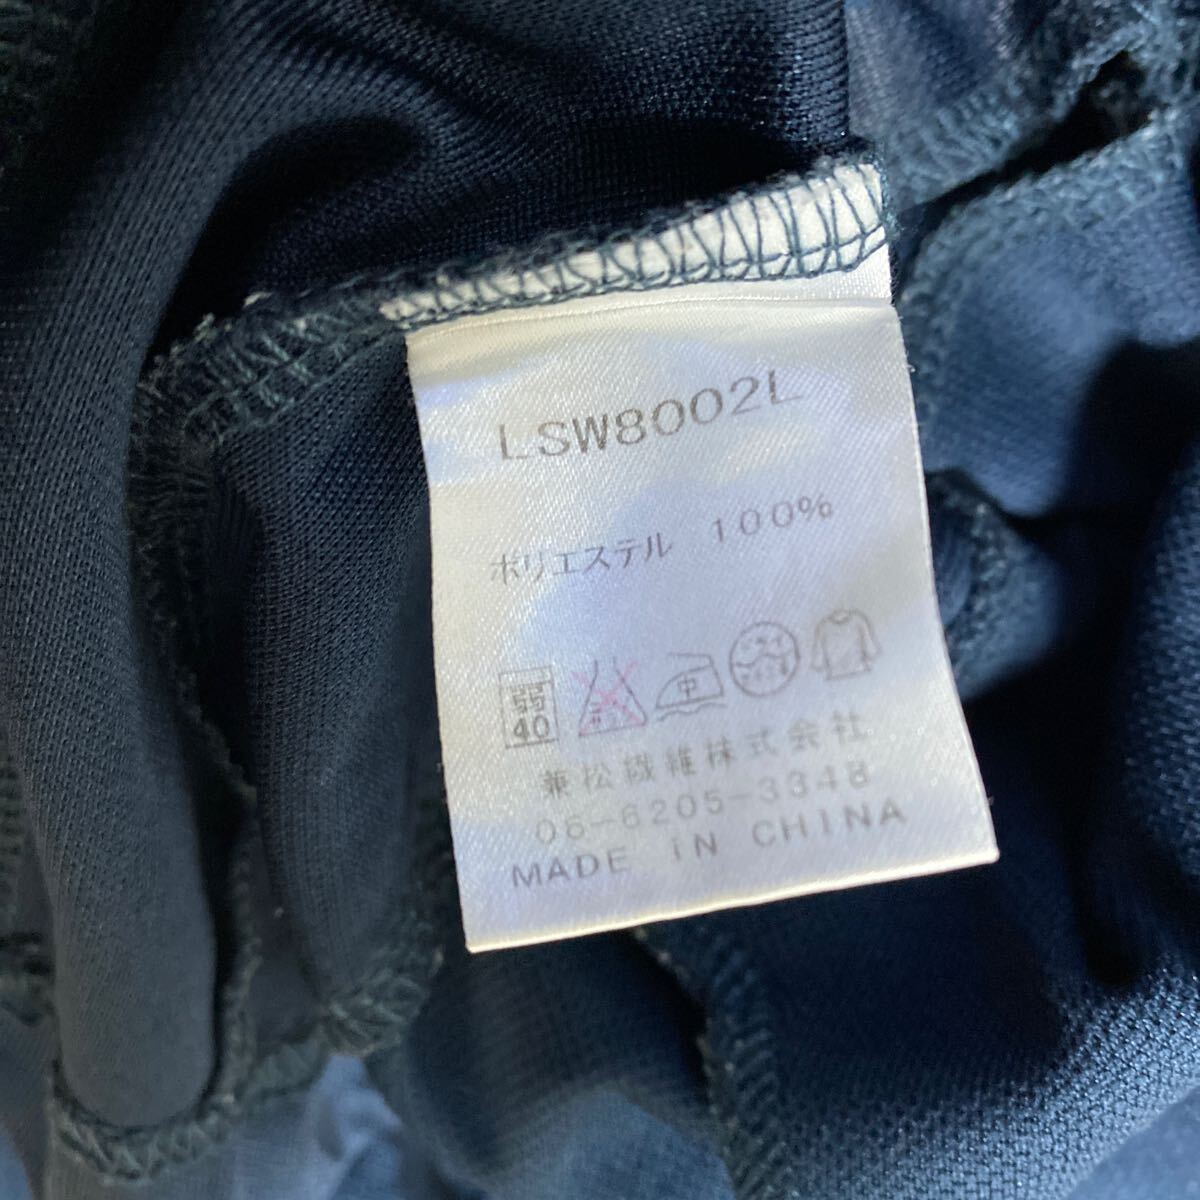 LSW8002L
ポリエステル 100%
弱
40
中
兼松繊維株式会社
06-6205-3348
MADE iN CHINA